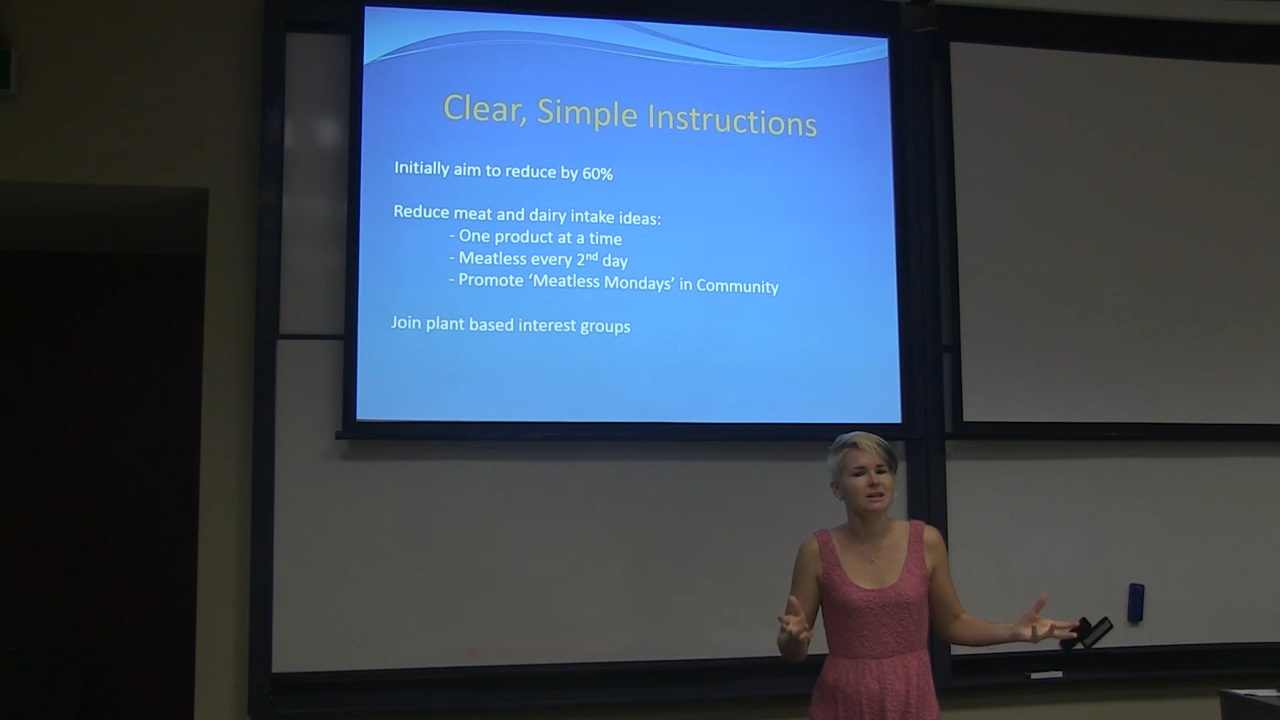 Clear, Simple Instructions
Initially aim to reduce by 60%
Reduce meat and dairy intake ideas:
- One product at a time
- Meatless every 2nd day
- Promote ‘Meatless Mondays’ in Community
Join plant based interest groups